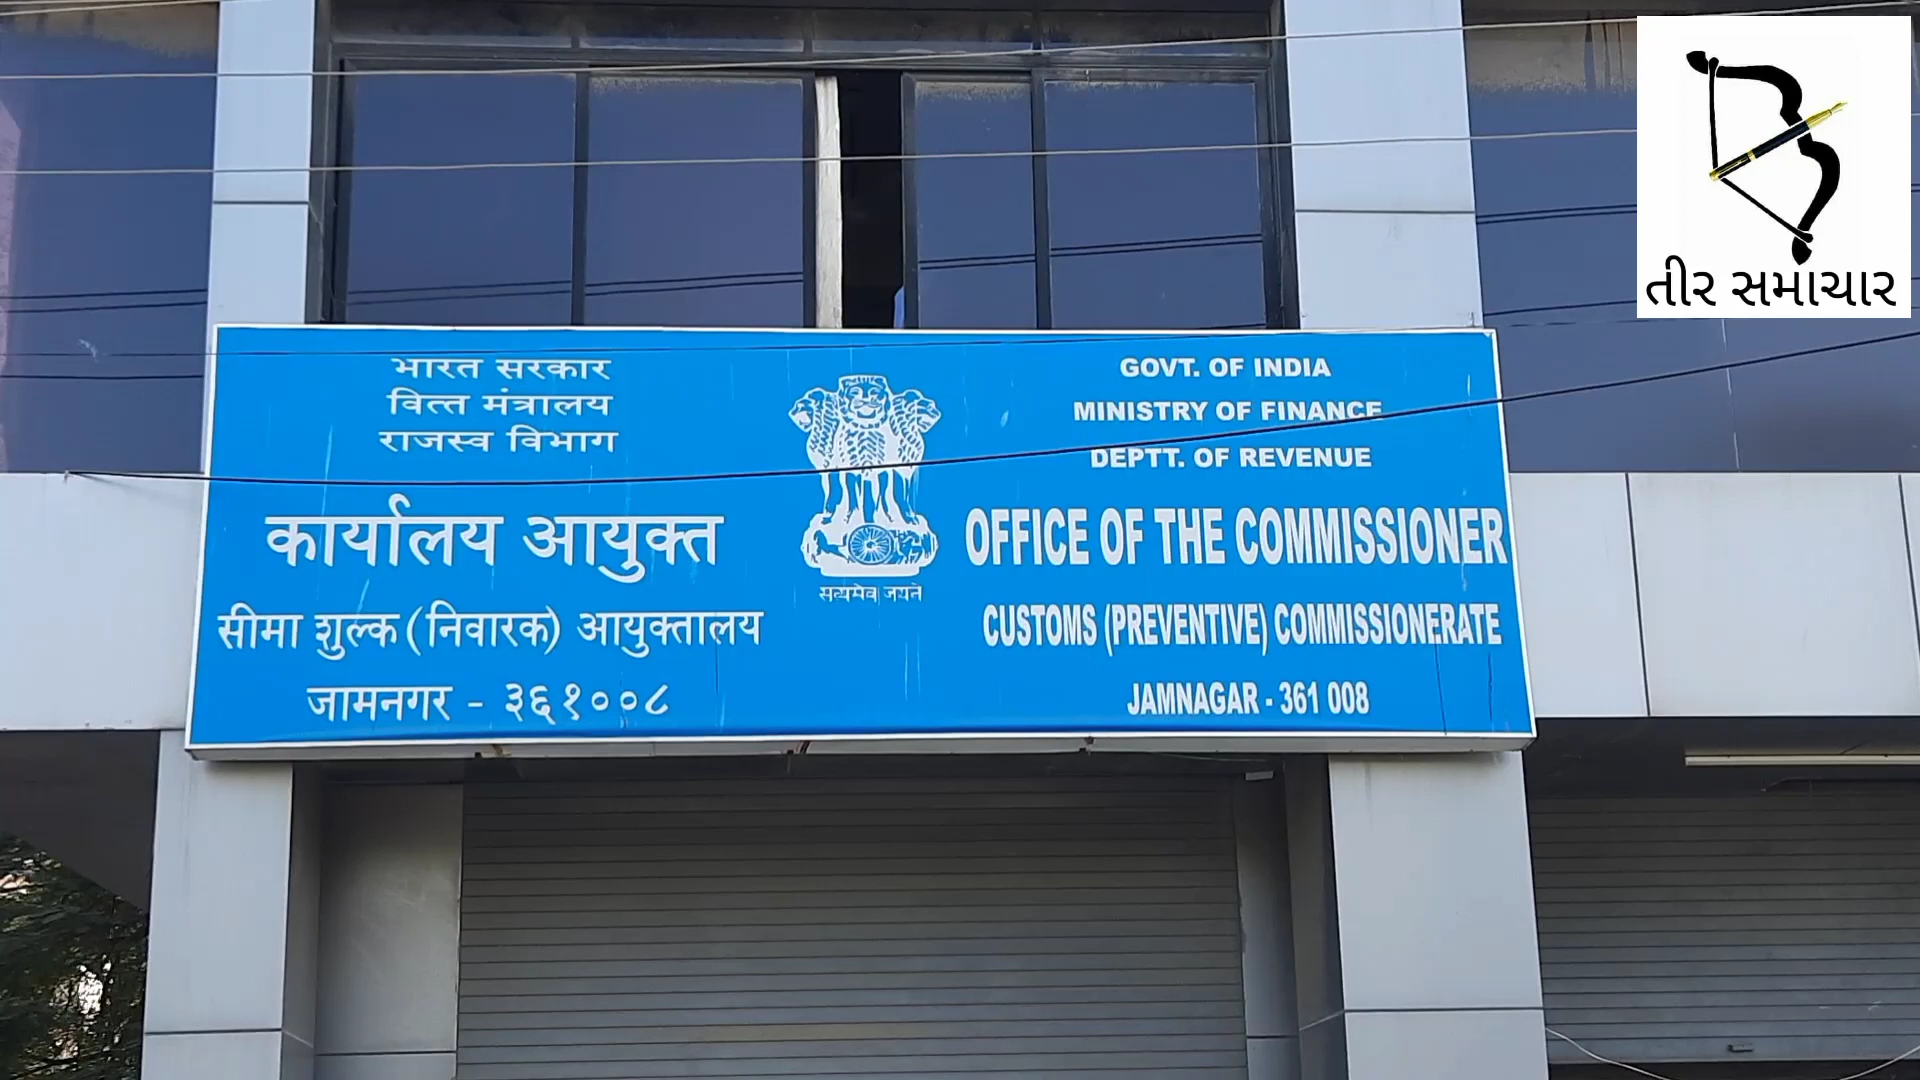 भारत सरकार
वित्त मंत्रालय
राजस्व विभाग
कार्यालय आयुक्त
सीमा शुल्क (निवारक) आयुक्तालय
जामनगर - ३६१००८
सत्यमेव जयते
GOVT. OF INDIA
MINISTRY OF FINANCE
DEPTT. OF REVENUE
OFFICE OF THE COMMISSIONER
CUSTOMS (PREVENTIVE) COMMISSIONERATE
JAMNAGAR - 361 008
તીર સમાચાર